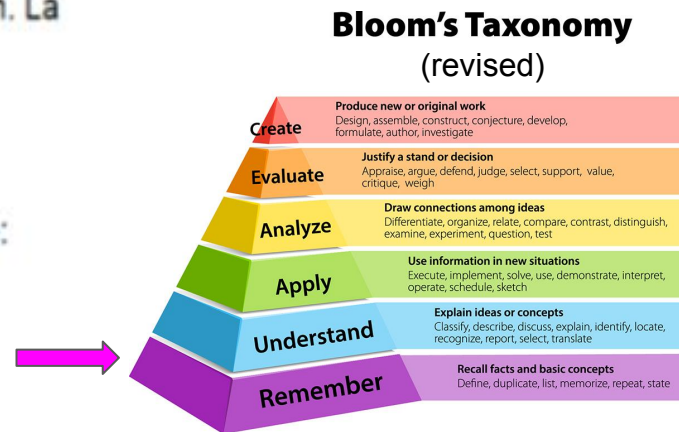 n. La
:
Bloom's Taxonomy
(revised)
Create
Produce new or original work
Design, assemble, construct, conjecture, develop,
formulate, author, investigate
Evaluate
Justify a stand or decision
Appraise, argue, defend, judge, select, support, value,
critique, weigh
Analyze
Draw connections among ideas
Differentiate, organize, relate, compare, contrast, distinguish,
examine, experiment, question, test
Apply
Use information in new situations
Execute, implement, solve, use, demonstrate, interpret,
operate, schedule, sketch
Understand
Explain ideas or concepts
Classify, describe, discuss, explain, identify, locate,
recognize, report, select, translate
Remember
Recall facts and basic concepts
Define, duplicate, list, memorize, repeat, state